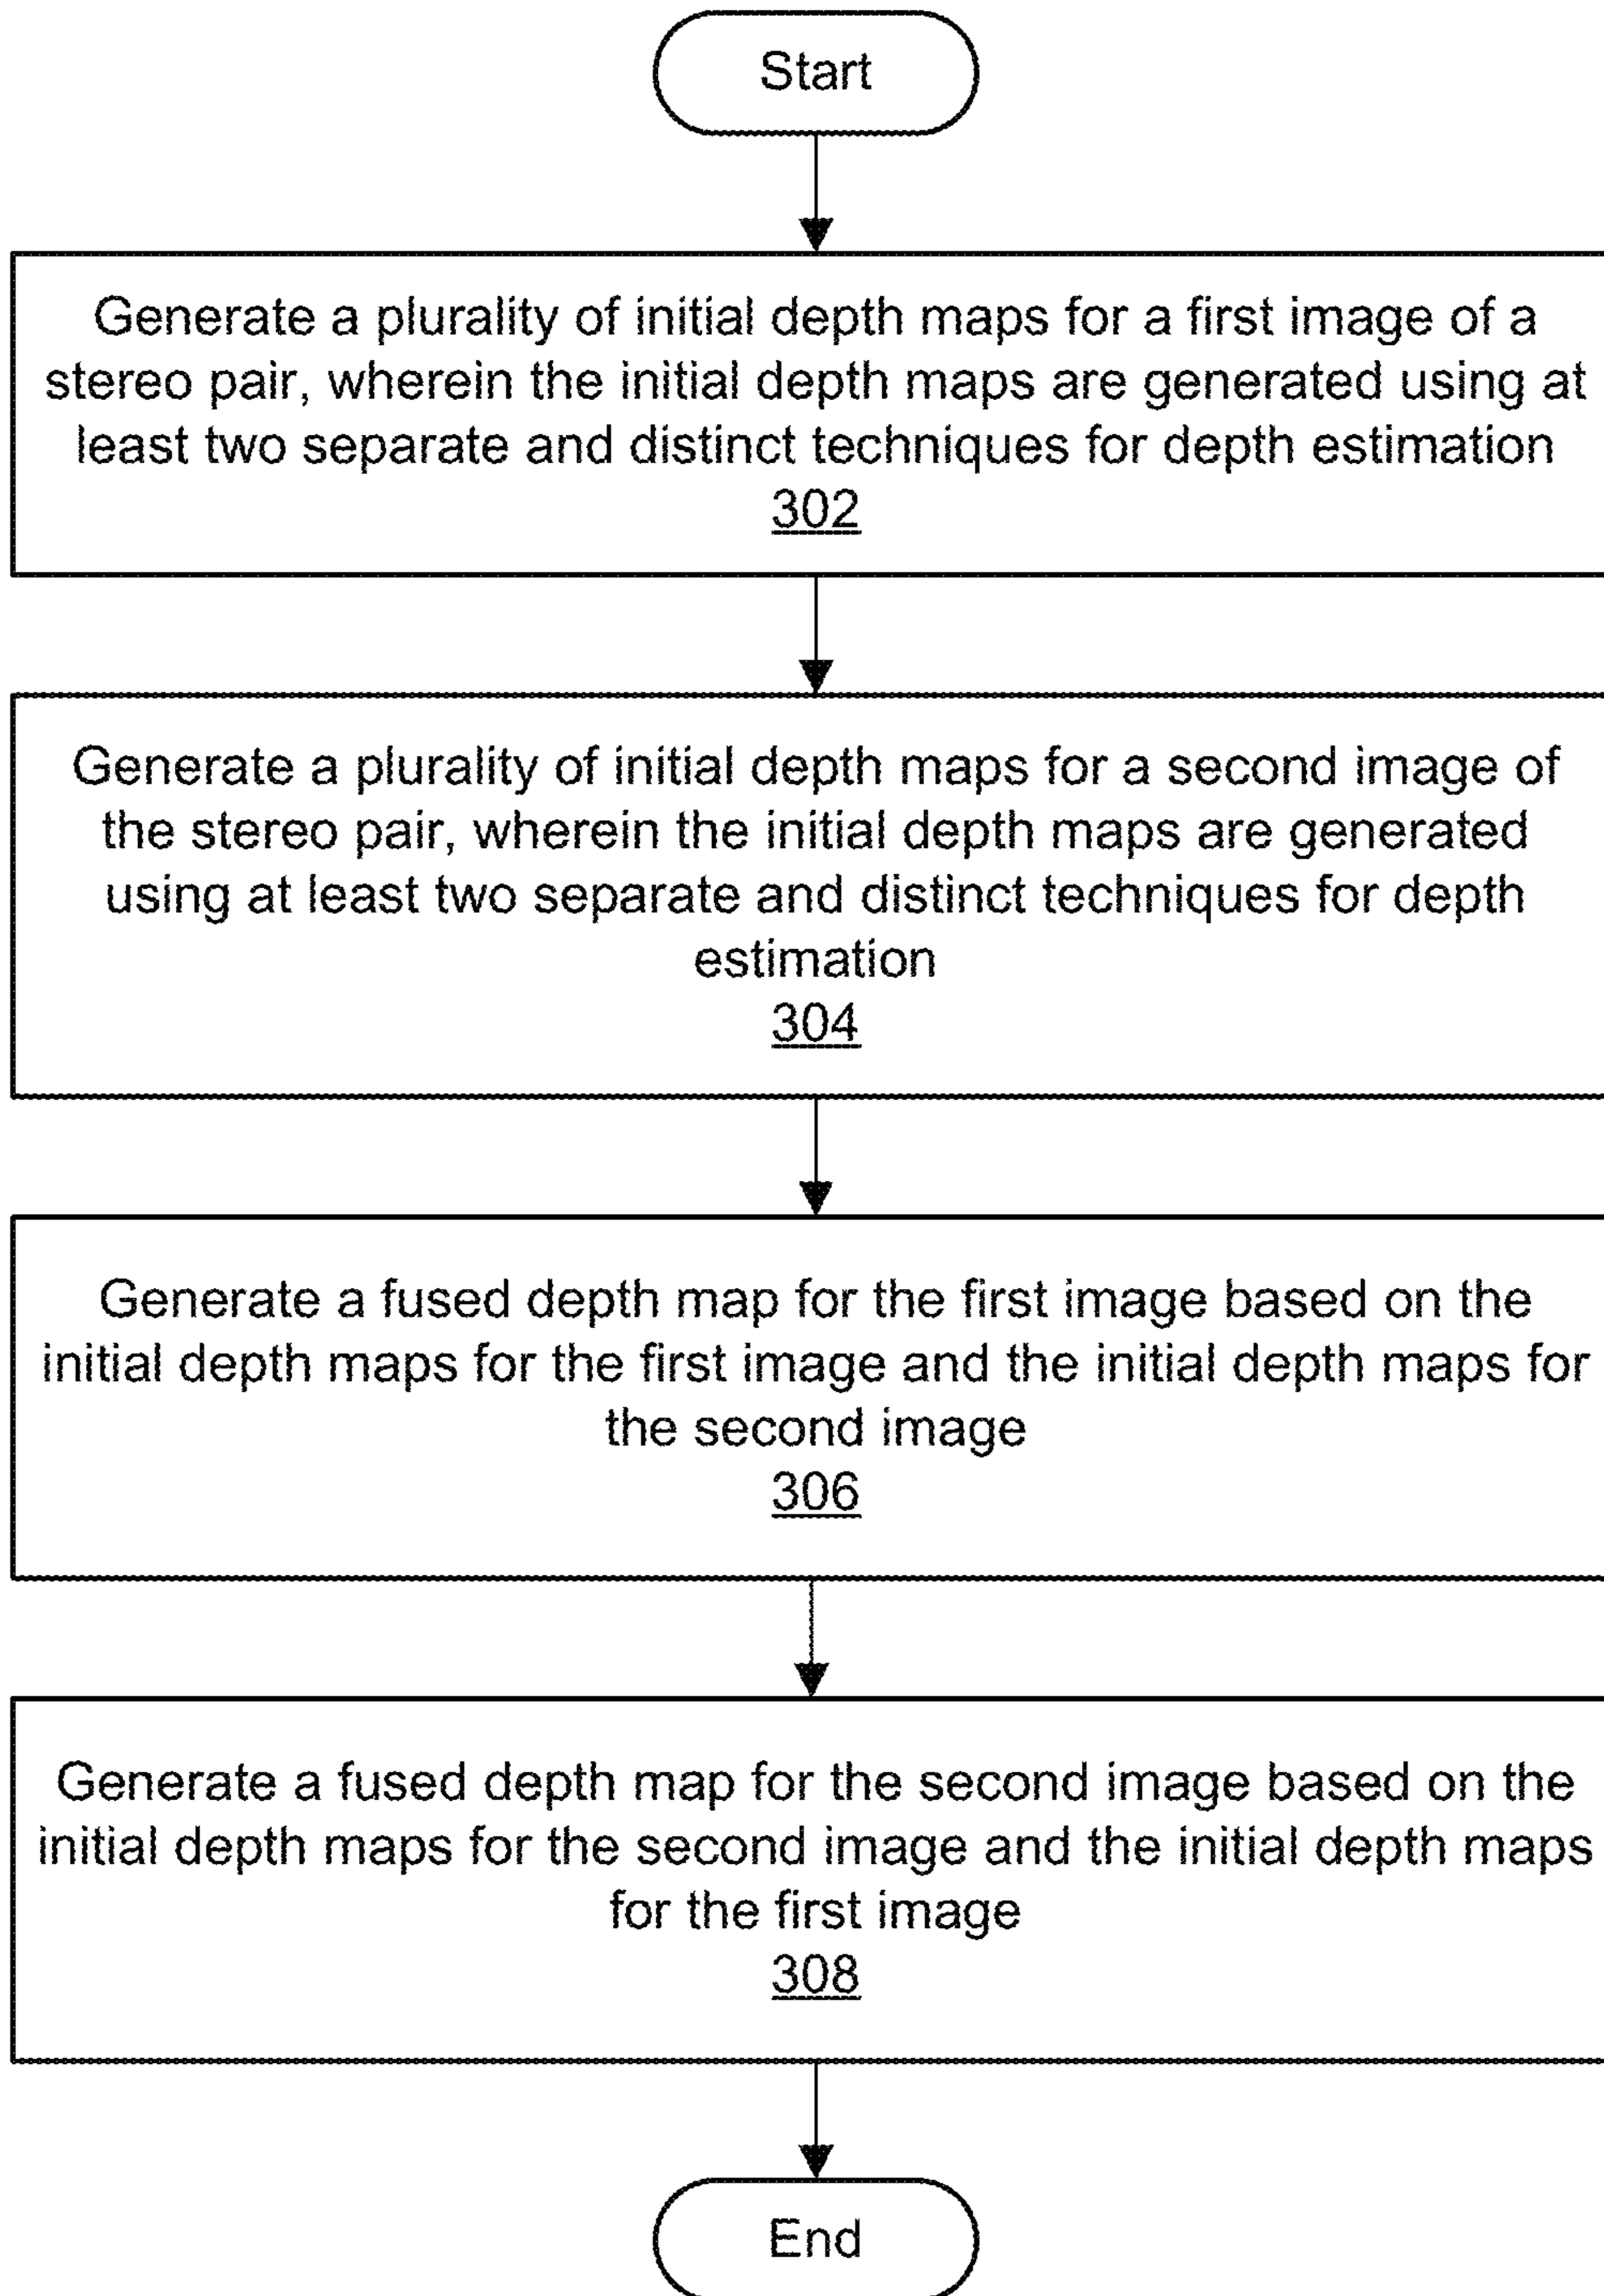 Start
Generate a plurality of initial depth maps for a first image of a
stereo pair, wherein the initial depth maps are generated using at
least two separate and distinct techniques for depth estimation
302
Generate a plurality of initial depth maps for a second image of
the stereo pair, wherein the initial depth maps are generated
using at least two separate and distinct techniques for depth
estimation
304
Generate a fused depth map for the first image based on the
initial depth maps for the first image and the initial depth maps for
the second image
306
Generate a fused depth map for the second image based on the
initial depth maps for the second image and the initial depth maps
for the first image
308
End